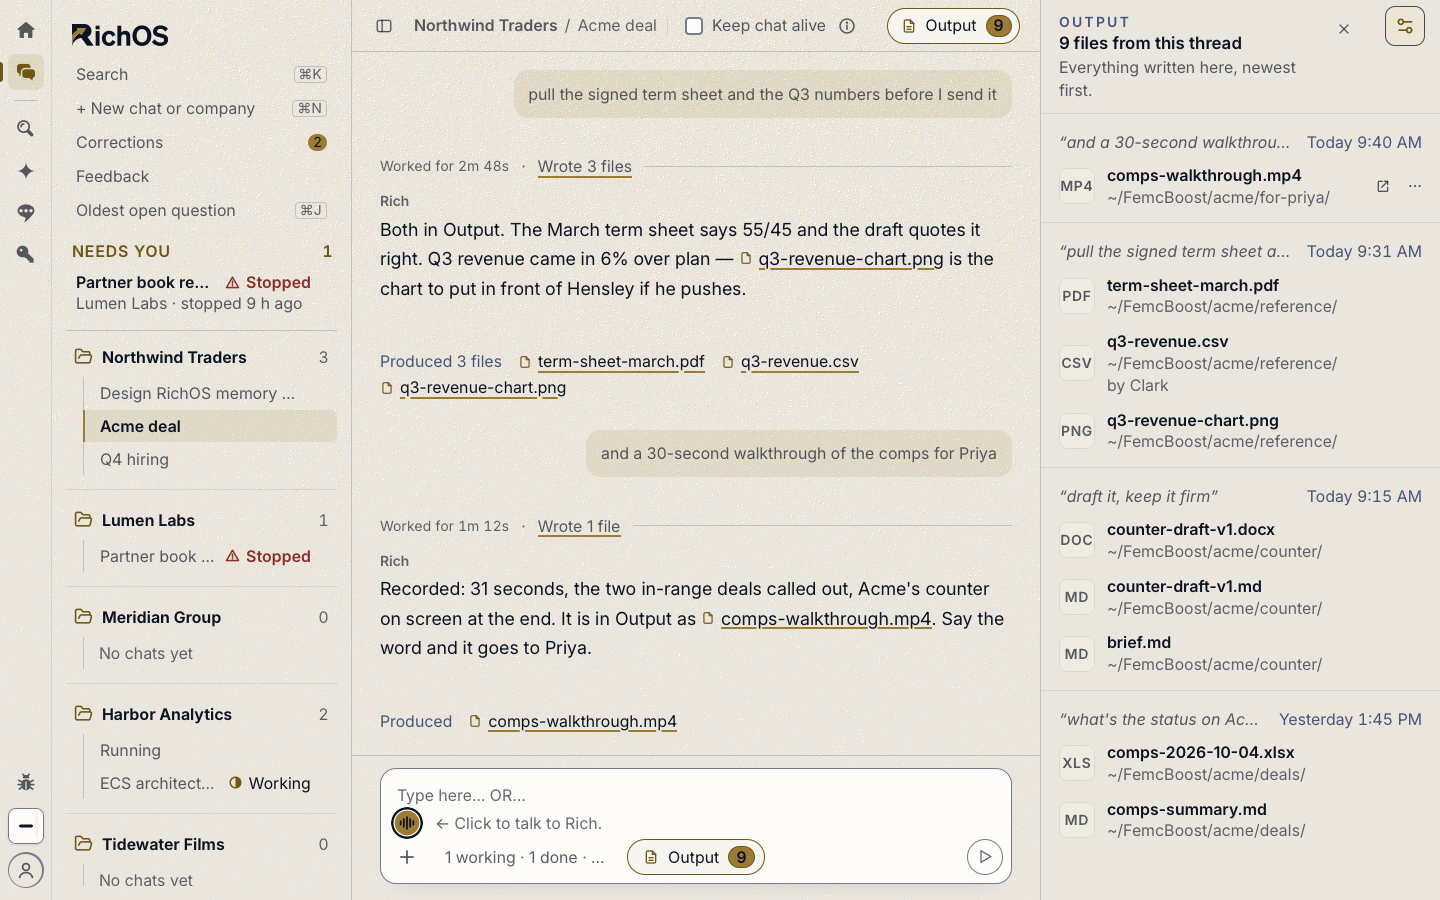 RichOS
Search ⌘K
+ New chat or company ⌘N
Corrections 2
Feedback
Oldest open question ⌘J
NEEDS YOU 1
Partner book re... Stopped
Lumen Labs · stopped 9 h ago
Northwind Traders 3
Design RichOS memory ...
Acme deal
Q4 hiring
Lumen Labs 1
Partner book ... Stopped
Meridian Group 0
No chats yet
Harbor Analytics 2
Running
ECS architect... Working
Tidewater Films 0
No chats yet
Northwind Traders / Acme deal Keep chat alive Output 9
pull the signed term sheet and the Q3 numbers before I send it
Worked for 2m 48s · Wrote 3 files
Rich
Both in Output. The March term sheet says 55/45 and the draft quotes it
right. Q3 revenue came in 6% over plan — q3-revenue-chart.png is the
chart to put in front of Hensley if he pushes.
Produced 3 files term-sheet-march.pdf q3-revenue.csv
q3-revenue-chart.png
and a 30-second walkthrough of the comps for Priya
Worked for 1m 12s · Wrote 1 file
Rich
Recorded: 31 seconds, the two in-range deals called out, Acme's counter
on screen at the end. It is in Output as comps-walkthrough.mp4. Say the
word and it goes to Priya.
Produced comps-walkthrough.mp4
Type here... OR...
← Click to talk to Rich.
1 working · 1 done · ... Output 9
OUTPUT
9 files from this thread
Everything written here, newest
first.
“and a 30-second walkthrou... Today 9:40 AM
MP4 comps-walkthrough.mp4
~/FemcBoost/acme/for-priya/
“pull the signed term sheet a... Today 9:31 AM
PDF term-sheet-march.pdf
~/FemcBoost/acme/reference/
CSV q3-revenue.csv
~/FemcBoost/acme/reference/
by Clark
PNG q3-revenue-chart.png
~/FemcBoost/acme/reference/
“draft it, keep it firm” Today 9:15 AM
DOC counter-draft-v1.docx
~/FemcBoost/acme/counter/
MD counter-draft-v1.md
~/FemcBoost/acme/counter/
MD brief.md
~/FemcBoost/acme/counter/
“what's the status on Ac... Yesterday 1:45 PM
XLS comps-2026-10-04.xlsx
~/FemcBoost/acme/deals/
MD comps-summary.md
~/FemcBoost/acme/deals/